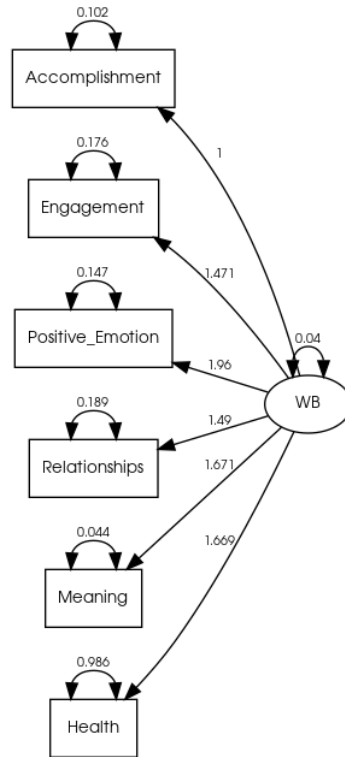 0.102
Accomplishment
0.176
1
Engagement
1.471
0.147
Positive_Emotion
1.96
0.04
WB
0.189
1.49
Relationships
1.671
1.669
0.044
Meaning
0.986
Health